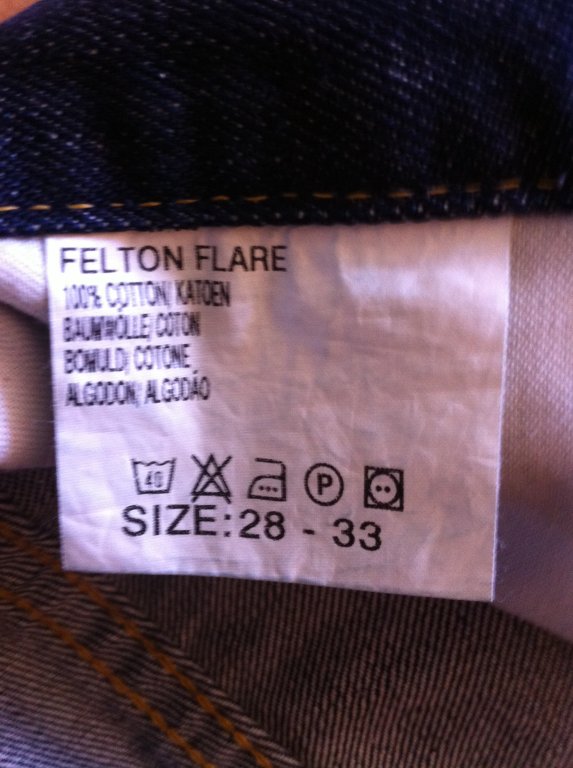 FELTON FLARE
100% COTTON/KATOEN
BAUMWOLLE/COTON
BOMULD/COTONE
ALGODON/ALGODÃO
40 P
SIZE:28 - 33